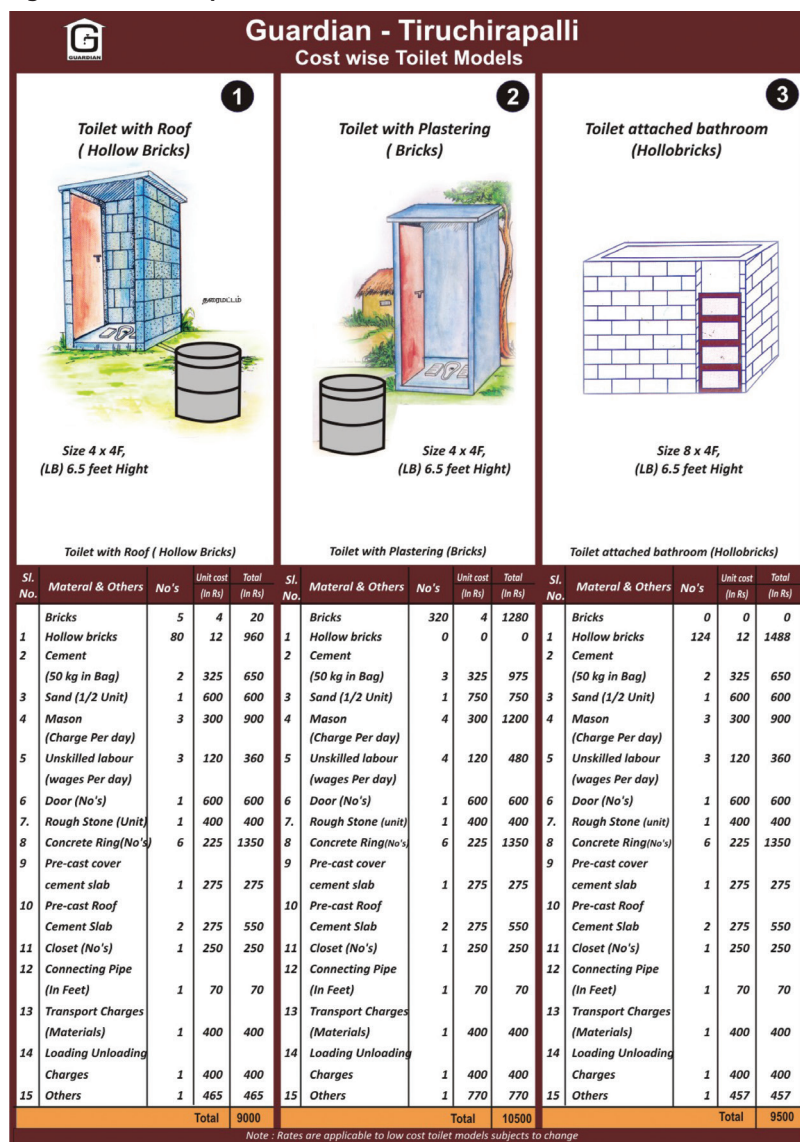 GUARDIAN
Guardian - Tiruchirapalli
Cost wise Toilet Models
1
Toilet with Roof
( Hollow Bricks)
தரைமட்டம்
Size 4 x 4F,
(LB) 6.5 feet Hight
Toilet with Roof ( Hollow Bricks)
Sl. No. Materal & Others No's Unit cost (In Rs) Total (In Rs)
Bricks 5 4 20
1 Hollow bricks 80 12 960
2 Cement
(50 kg in Bag) 2 325 650
3 Sand (1/2 Unit) 1 600 600
4 Mason 3 300 900
(Charge Per day)
5 Unskilled labour 3 120 360
(wages Per day)
6 Door (No's) 1 600 600
7. Rough Stone (Unit) 1 400 400
8 Concrete Ring(No's) 6 225 1350
9 Pre-cast cover
cement slab 1 275 275
10 Pre-cast Roof
Cement Slab 2 275 550
11 Closet (No's) 1 250 250
12 Connecting Pipe
(In Feet) 1 70 70
13 Transport Charges
(Materials) 1 400 400
14 Loading Unloading
Charges 1 400 400
15 Others 1 465 465
Total 9000
2
Toilet with Plastering
( Bricks)
Size 4 x 4F,
(LB) 6.5 feet Hight)
Toilet with Plastering (Bricks)
Sl. No. Materal & Others No's Unit cost (In Rs) Total (In Rs)
Bricks 320 4 1280
1 Hollow bricks 0 0 0
2 Cement
(50 kg in Bag) 3 325 975
3 Sand (1/2 Unit) 1 750 750
4 Mason 4 300 1200
(Charge Per day)
5 Unskilled labour 4 120 480
(wages Per day)
6 Door (No's) 1 600 600
7. Rough Stone (unit) 1 400 400
8 Concrete Ring(No's) 6 225 1350
9 Pre-cast cover
cement slab 1 275 275
10 Pre-cast Roof
Cement Slab 2 275 550
11 Closet (No's) 1 250 250
12 Connecting Pipe
(In Feet) 1 70 70
13 Transport Charges
(Materials) 1 400 400
14 Loading Unloading
Charges 1 400 400
15 Others 1 770 770
Total 10500
3
Toilet attached bathroom
(Hollobricks)
Size 8 x 4F,
(LB) 6.5 feet Hight
Toilet attached bathroom (Hollobricks)
Sl. No. Materal & Others No's Unit cost (In Rs) Total (In Rs)
Bricks 0 0 0
1 Hollow bricks 124 12 1488
2 Cement
(50 kg in Bag) 2 325 650
3 Sand (1/2 Unit) 1 600 600
4 Mason 3 300 900
(Charge Per day)
5 Unskilled labour 3 120 360
(wages Per day)
6 Door (No's) 1 600 600
7. Rough Stone (unit) 1 400 400
8 Concrete Ring(No's) 6 225 1350
9 Pre-cast cover
cement slab 1 275 275
10 Pre-cast Roof
Cement Slab 2 275 550
11 Closet (No's) 1 250 250
12 Connecting Pipe
(In Feet) 1 70 70
13 Transport Charges
(Materials) 1 400 400
14 Loading Unloading
Charges 1 400 400
15 Others 1 457 457
Total 9500
Note : Rates are applicable to low cost toilet models subjects to change